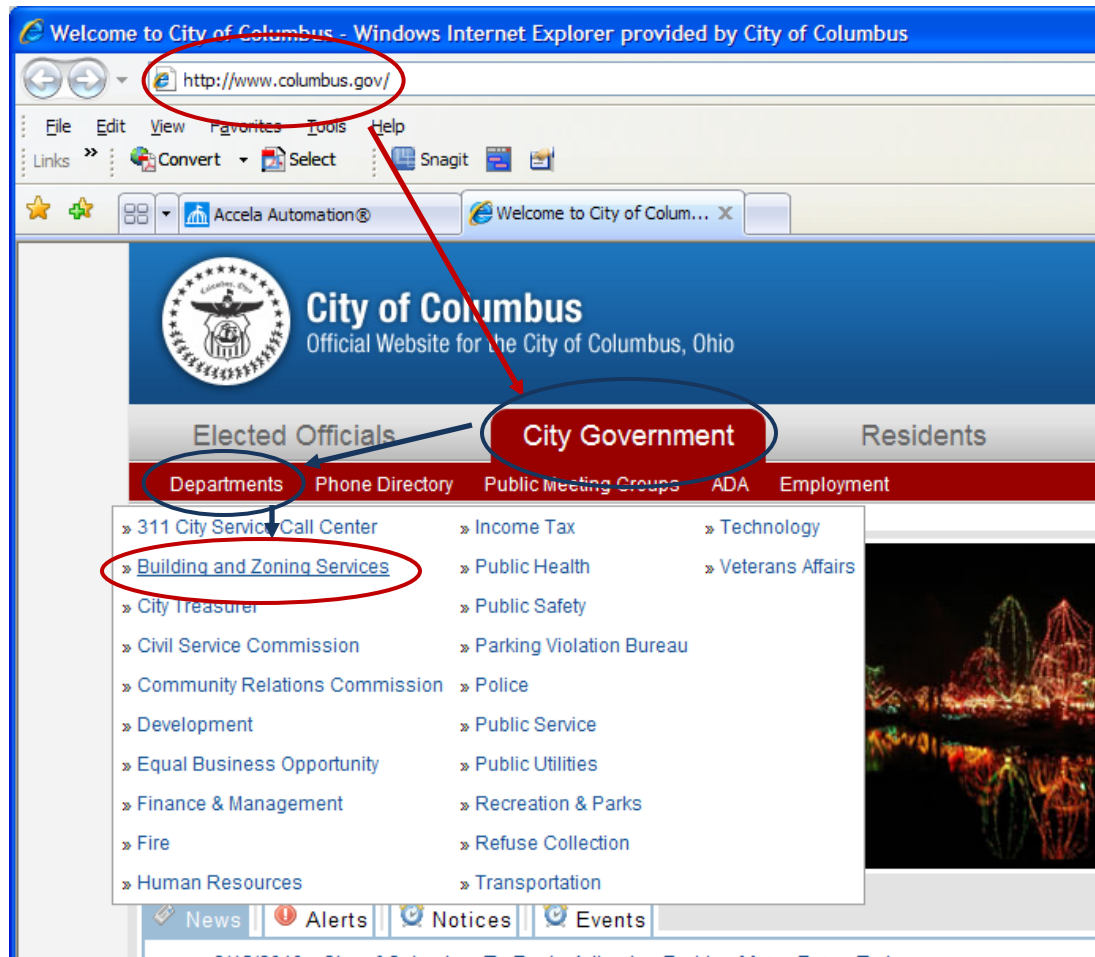 Welcome to City of Columbus - Windows Internet Explorer provided by City of Columbus
http://www.columbus.gov/
File Edit View Favorites Tools Help
Links » Convert Select Snagit
Accela Automation® Welcome to City of Colum... X
City of Columbus
Official Website for the City of Columbus, Ohio
Elected Officials City Government Residents
Departments Phone Directory Public Meeting Groups ADA Employment
» 311 City Service Call Center » Income Tax » Technology
» Building and Zoning Services » Public Health » Veterans Affairs
» City Treasurer » Public Safety
» Civil Service Commission » Parking Violation Bureau
» Community Relations Commission » Police
» Development » Public Service
» Equal Business Opportunity » Public Utilities
» Finance & Management » Recreation & Parks
» Fire » Refuse Collection
» Human Resources » Transportation
News Alerts Notices Events